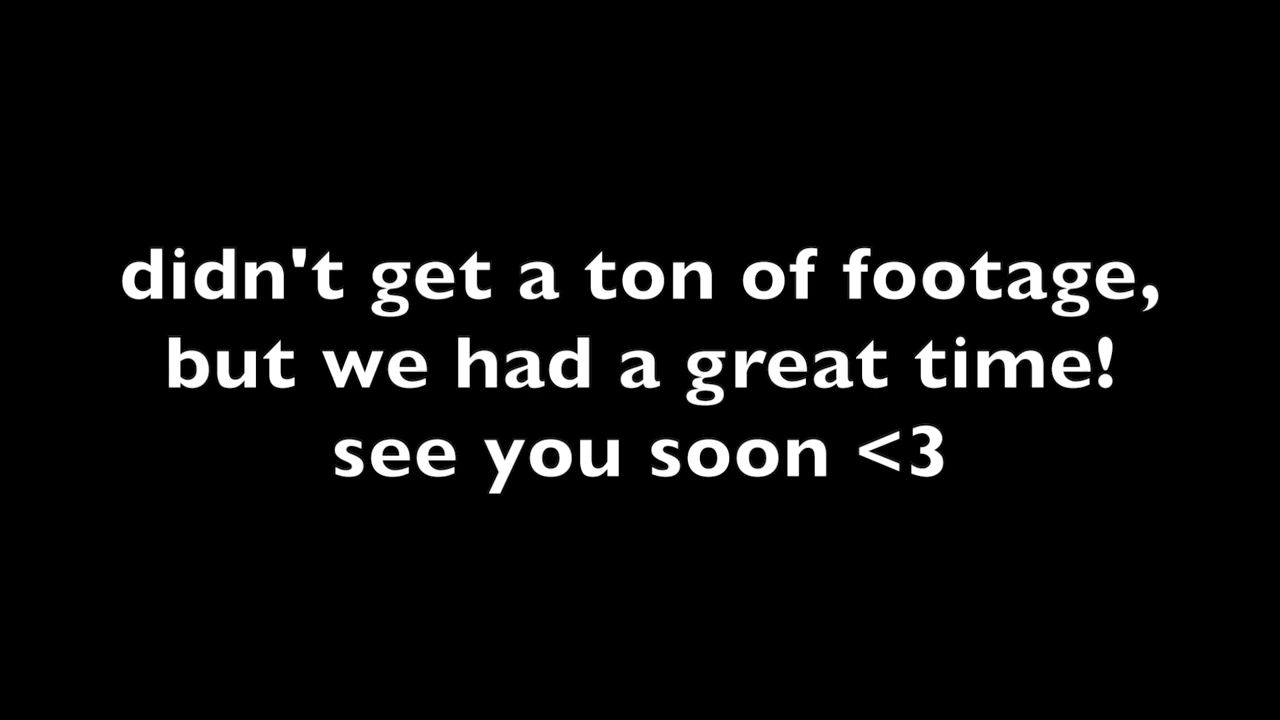 didn't get a ton of footage,
but we had a great time!
see you soon <3